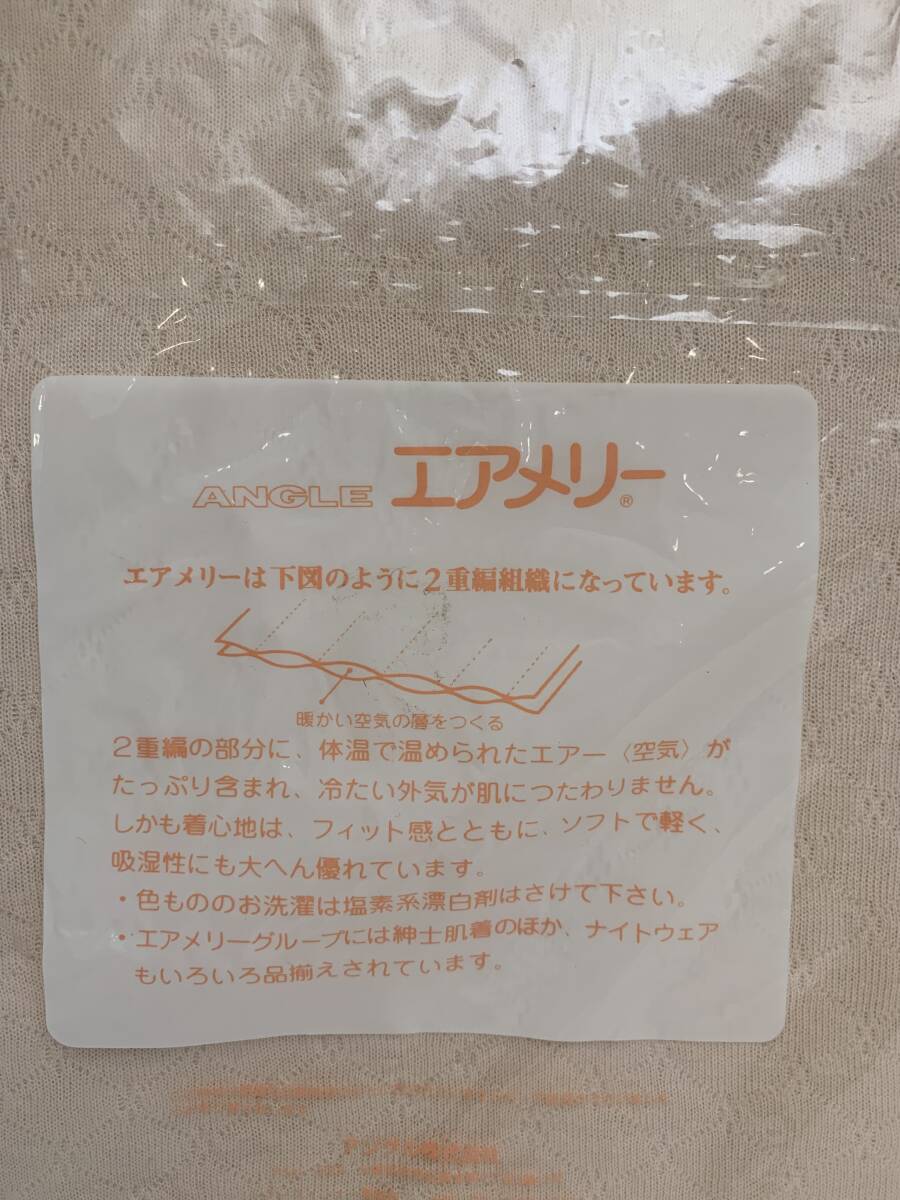 ANGLE エアメリー®
エアメリーは下図のように2重編組織になっています。
暖かい空気の層をつくる
2重編の部分に、体温で温められたエアー〈空気〉が
たっぷり含まれ、冷たい外気が肌につたわりません。
しかも着心地は、フィット感とともに、ソフトで軽く、
吸湿性にも大へん優れています。
・色もののお洗濯は塩素系漂白剤はさけて下さい。
・エアメリーグループには紳士肌着のほか、ナイトウェア
もいろいろ品揃えされています。
アングル株式会社